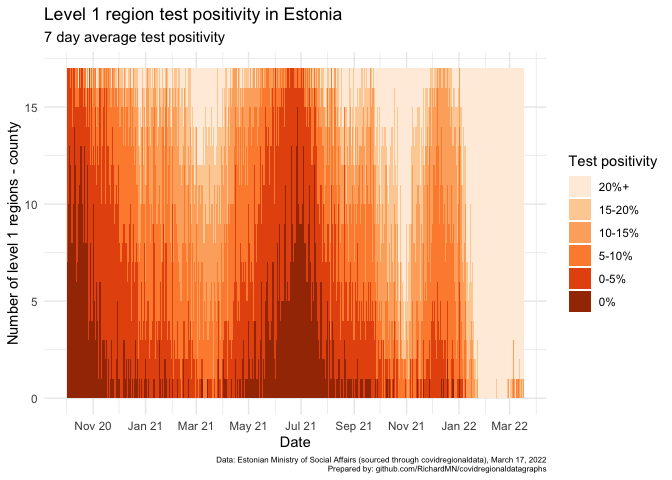 Level 1 region test positivity in Estonia
7 day average test positivity
Number of level 1 regions - county
15
10
5
0
Nov 20 Jan 21 Mar 21 May 21 Jul 21 Sep 21 Nov 21 Jan 22 Mar 22
Date
Test positivity
20%+
15-20%
10-15%
5-10%
0-5%
0%
Data: Estonian Ministry of Social Affairs (sourced through covidregionaldata), March 17, 2022
Prepared by: github.com/RichardMN/covidregionaldatagraphs